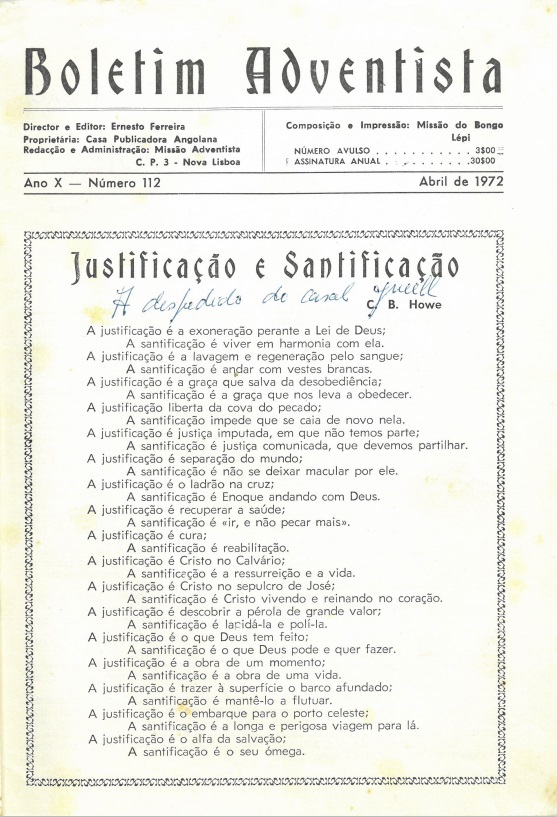 Boletim Adventista
Director e Editor: Ernesto Ferreira
Proprietária: Casa Publicadora Angolana
Redacção e Administração: Missão Adventista
C. P. 3 - Nova Lisboa
Composição e Impressão: Missão do Bongo
Lépi
NÚMERO AVULSO . . . . . . . . . . . 3$00
ASSINATURA ANUAL . . . . . . . . . .30$00
Ano X — Número 112
Abril de 1972
Justificação e Santificação
A despedida do casal
C. B. Howe
A justificação é a exoneração perante a Lei de Deus;
A santificação é viver em harmonia com ela.
A justificação é a lavagem e regeneração pelo sangue;
A santificação é andar com vestes brancas.
A justificação é a graça que salva da desobediência;
A santificação é a graça que nos leva a obedecer.
A justificação liberta da cova do pecado;
A santificação impede que se caia de novo nela.
A justificação é justiça imputada, em que não temos parte;
A santificação é justiça comunicada, que devemos partilhar.
A justificação é separação do mundo;
A santificação é não se deixar macular por ele.
A justificação é o ladrão na cruz;
A santificação é Enoque andando com Deus.
A justificação é recuperar a saúde;
A santificação é «ir, e não pecar mais».
A justificação é cura;
A santificação é reabilitação.
A justificação é Cristo no Calvário;
A santificação é a ressurreição e a vida.
A justificação é Cristo no sepulcro de José;
A santificação é Cristo vivendo e reinando no coração.
A justificação é descobrir a pérola de grande valor;
A santificação é lapidá-la e polí-la.
A justificação é o que Deus tem feito;
A santificação é o que Deus pode e quer fazer.
A justificação é a obra de um momento;
A santificação é a obra de uma vida.
A justificação é trazer à superfície o barco afundado;
A santificação é mantê-lo a flutuar.
A justificação é o embarque para o porto celeste;
A santificação é a longa e perigosa viagem para lá.
A justificação é o alfa da salvação;
A santificação é o seu ómega.